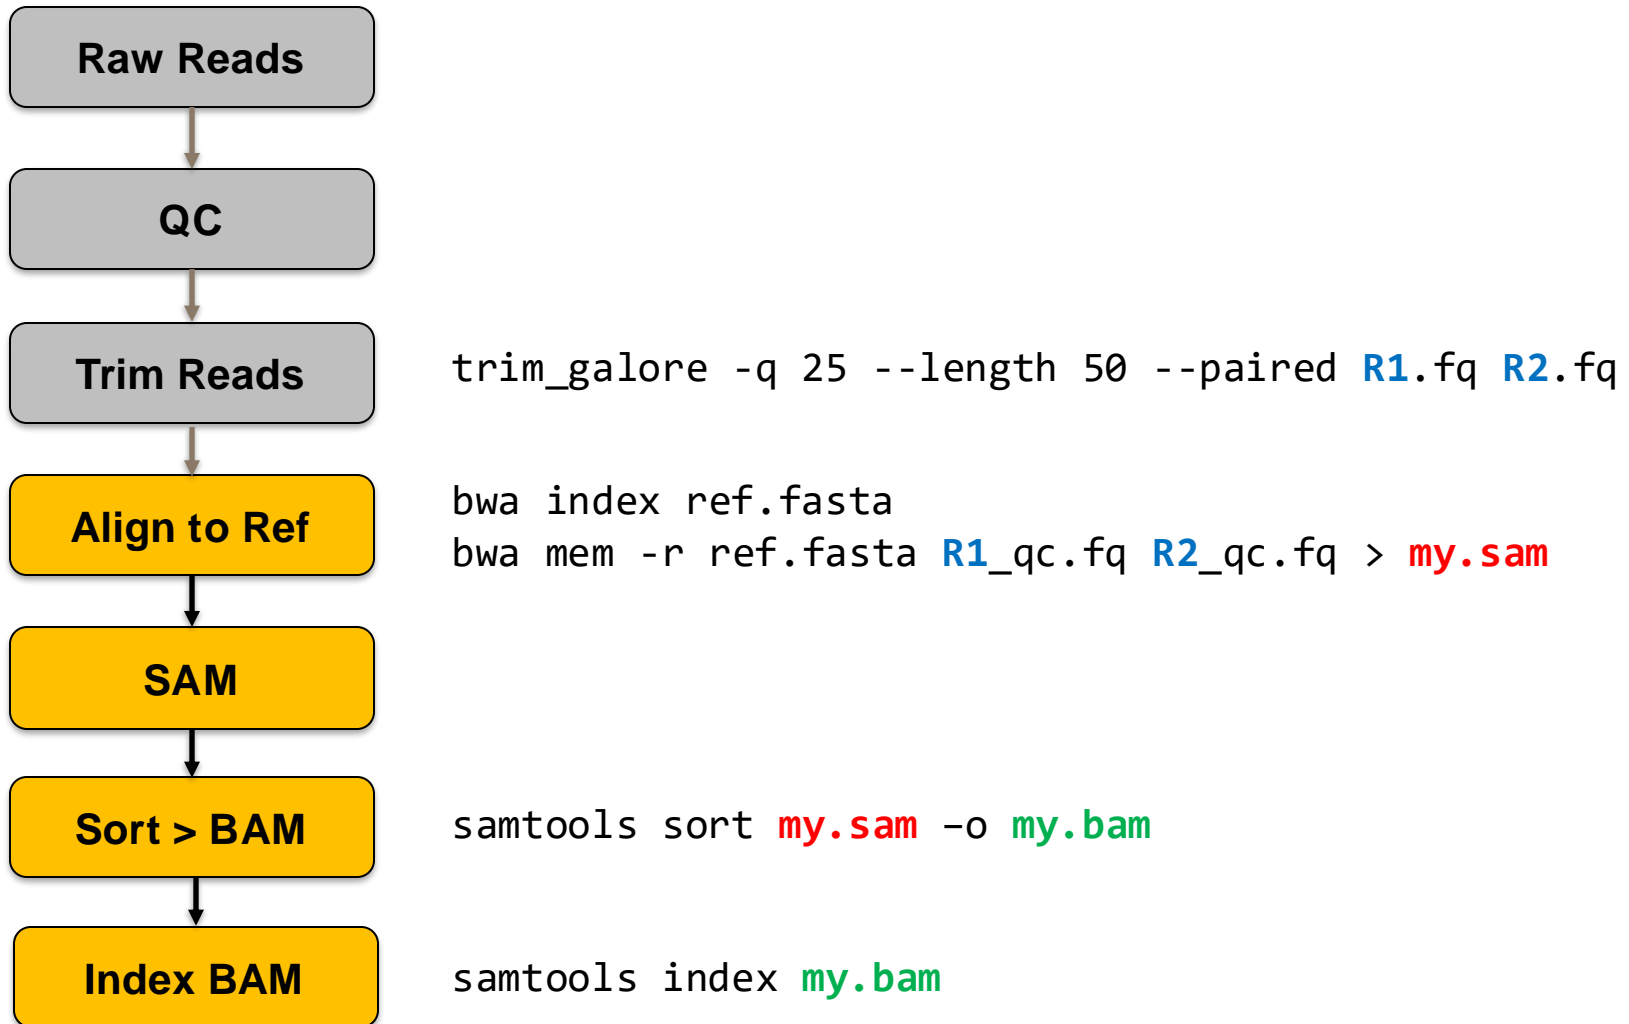 Raw Reads
QC
Trim Reads
trim_galore -q 25 --length 50 --paired R1.fq R2.fq
Align to Ref
bwa index ref.fasta
bwa mem -r ref.fasta R1_qc.fq R2_qc.fq > my.sam
SAM
Sort > BAM
samtools sort my.sam –o my.bam
Index BAM
samtools index my.bam